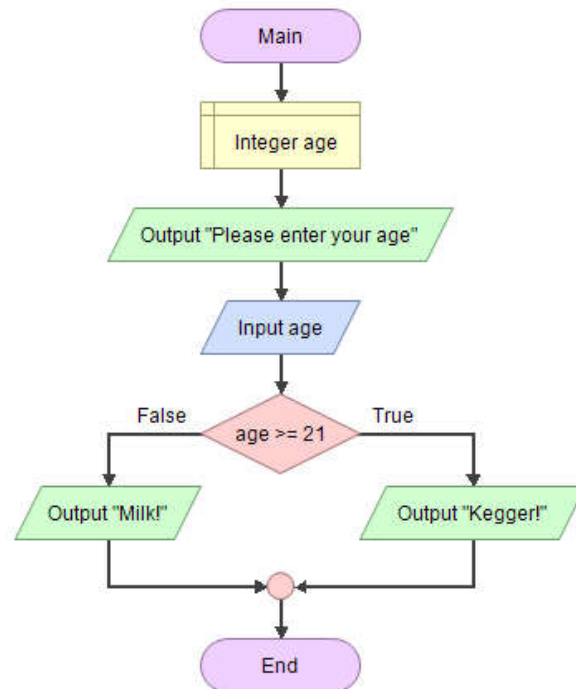 Main
Integer age
Output "Please enter your age"
Input age
False
True
age >= 21
Output "Milk!"
Output "Kegger!"
End